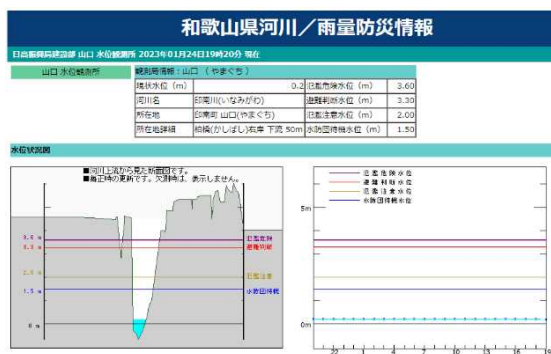 和歌山県河川／雨量防災情報
日高振興局建設部 山口 水位観測所 2023年01月24日19時20分 現在
山口 水位観測所
観測局情報：山口 （やまぐち）
現状水位（m） 0.2 氾濫危険水位（m） 3.60
河川名 印南川(いなみがわ) 避難判断水位（m） 3.30
所在地 印南町 山口(やまぐち) 氾濫注意水位（m） 2.00
所在地詳細 柏橋(かしばし)右岸 下流 50m 水防団待機水位（m） 1.50
水位状況図
■河川上流から見た断面図です。
■毎正時の更新です。欠測時は、表示しません。
3.6 m 氾濫危険
3.3 m 避難判断
2.0 m 氾濫注意
1.5 m 水防団待機
0 m
氾濫危険水位
避難判断水位
氾濫注意水位
水防団待機水位
5m
0m
22 1 4 7 10 13 16 19